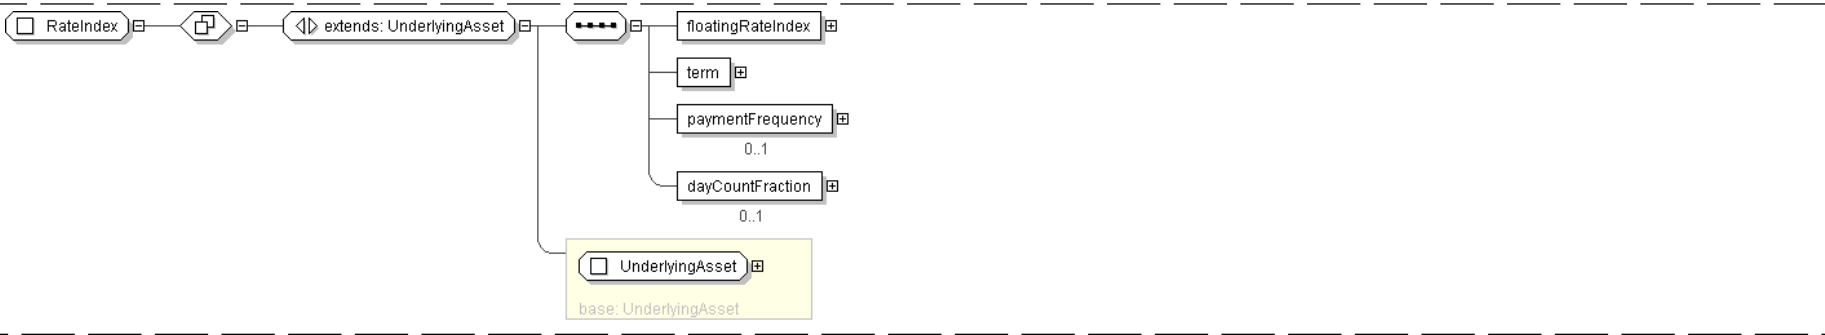 RateIndex
extends: UnderlyingAsset
floatingRateIndex
term
paymentFrequency
0..1
dayCountFraction
0..1
UnderlyingAsset
base: UnderlyingAsset